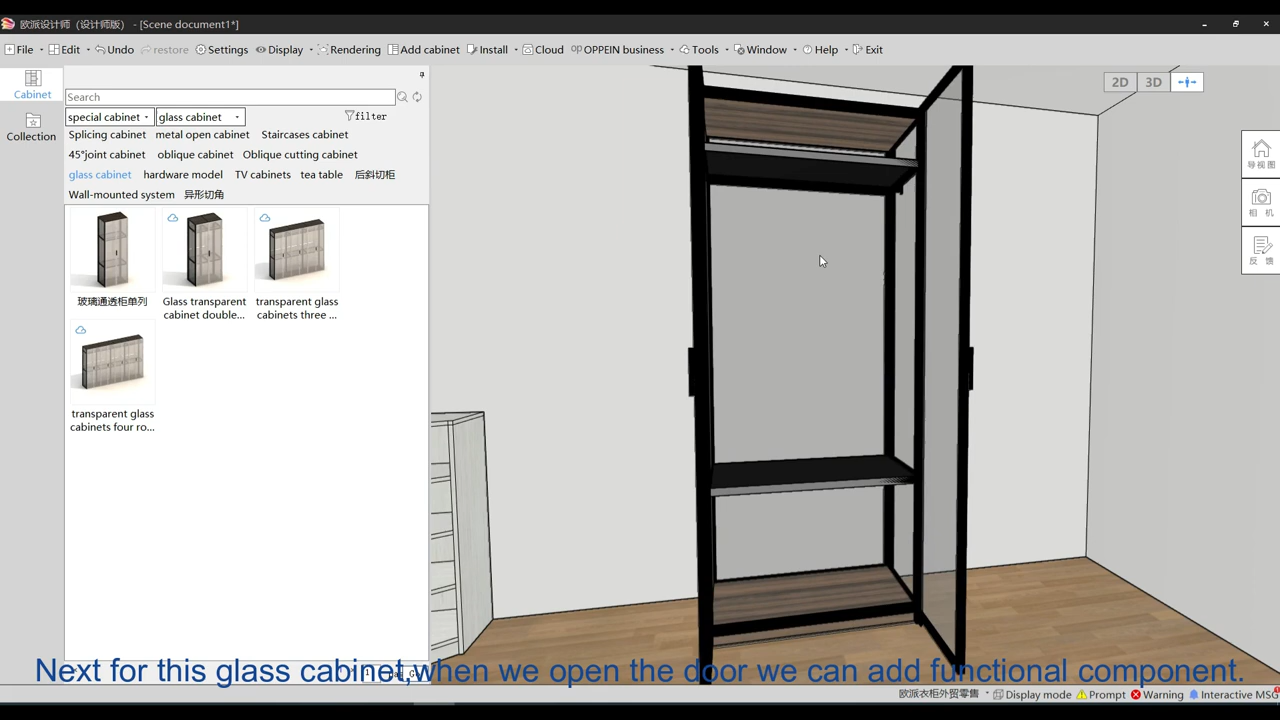 欧派设计师（设计师版） - [Scene document1*]
File Edit Undo restore Settings Display Rendering Add cabinet Install Cloud OPPEIN business Tools Window Help Exit
Cabinet
Collection
Search
special cabinet glass cabinet filter
Splicing cabinet metal open cabinet Staircases cabinet
45°joint cabinet oblique cabinet Oblique cutting cabinet
glass cabinet hardware model TV cabinets tea table 后斜切柜
Wall-mounted system 异形切角
玻璃通透柜单列
Glass transparent
cabinet double...
transparent glass
cabinets three ...
transparent glass
cabinets four ro...
2D 3D
导视图
相 机
反 馈
Next for this glass cabinet,when we open the door we can add functional component.
欧派衣柜外贸零售 Display mode Prompt Warning Interactive MSG